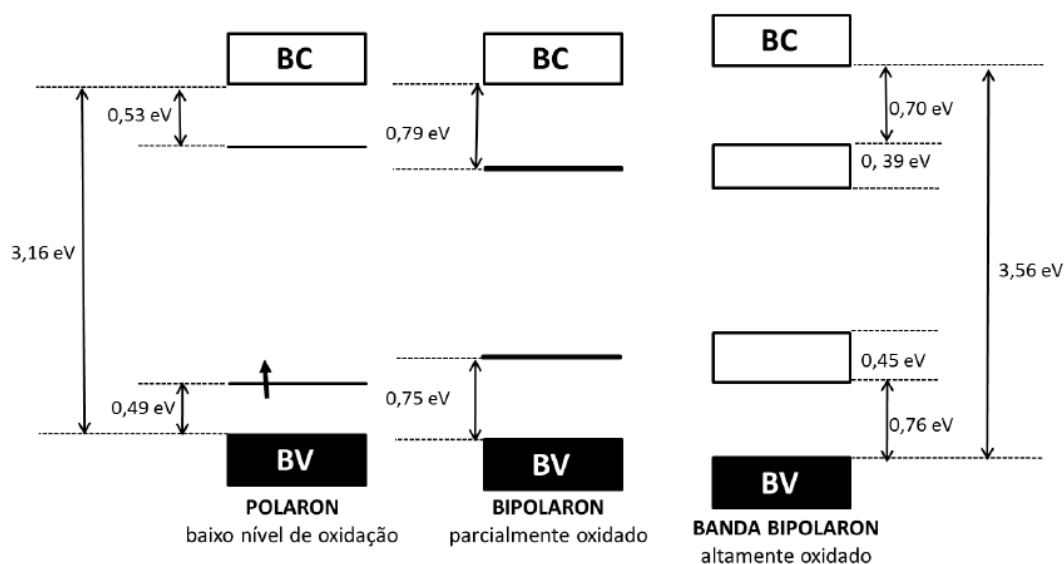 BC
0,53 eV
3,16 eV
0,49 eV
BV
POLARON
baixo nível de oxidação
BC
0,79 eV
0,75 eV
BV
BIPOLARON
parcialmente oxidado
BC
0,70 eV
0, 39 eV
3,56 eV
0,45 eV
0,76 eV
BV
BANDA BIPOLARON
altamente oxidado